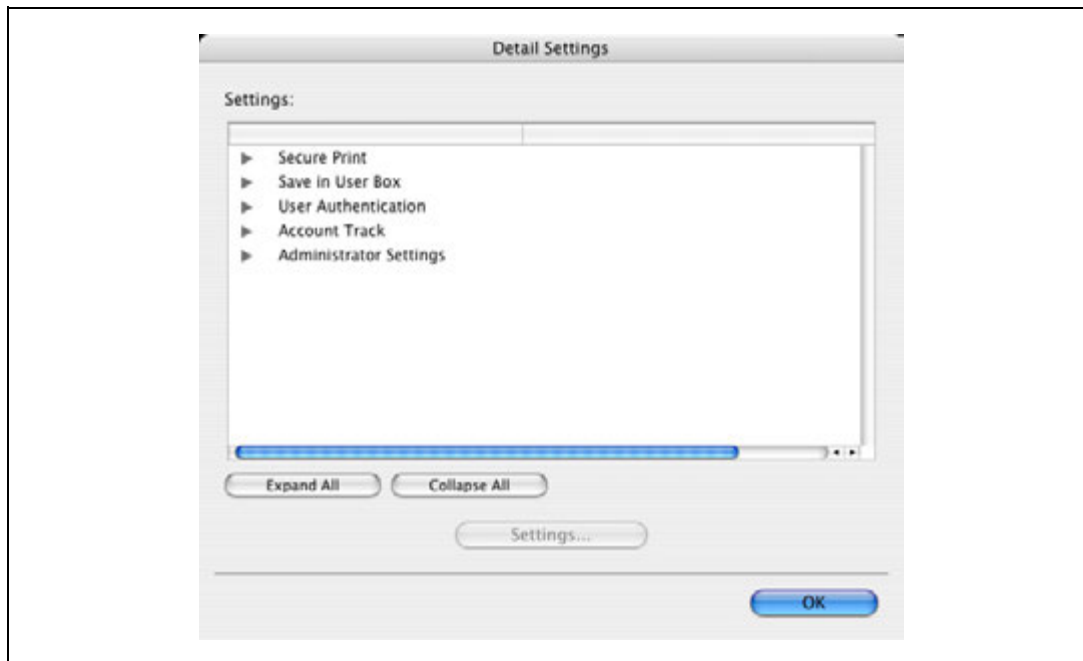 Detail Settings
Settings:
Secure Print
Save in User Box
User Authentication
Account Track
Administrator Settings
Expand All Collapse All
Settings...
OK